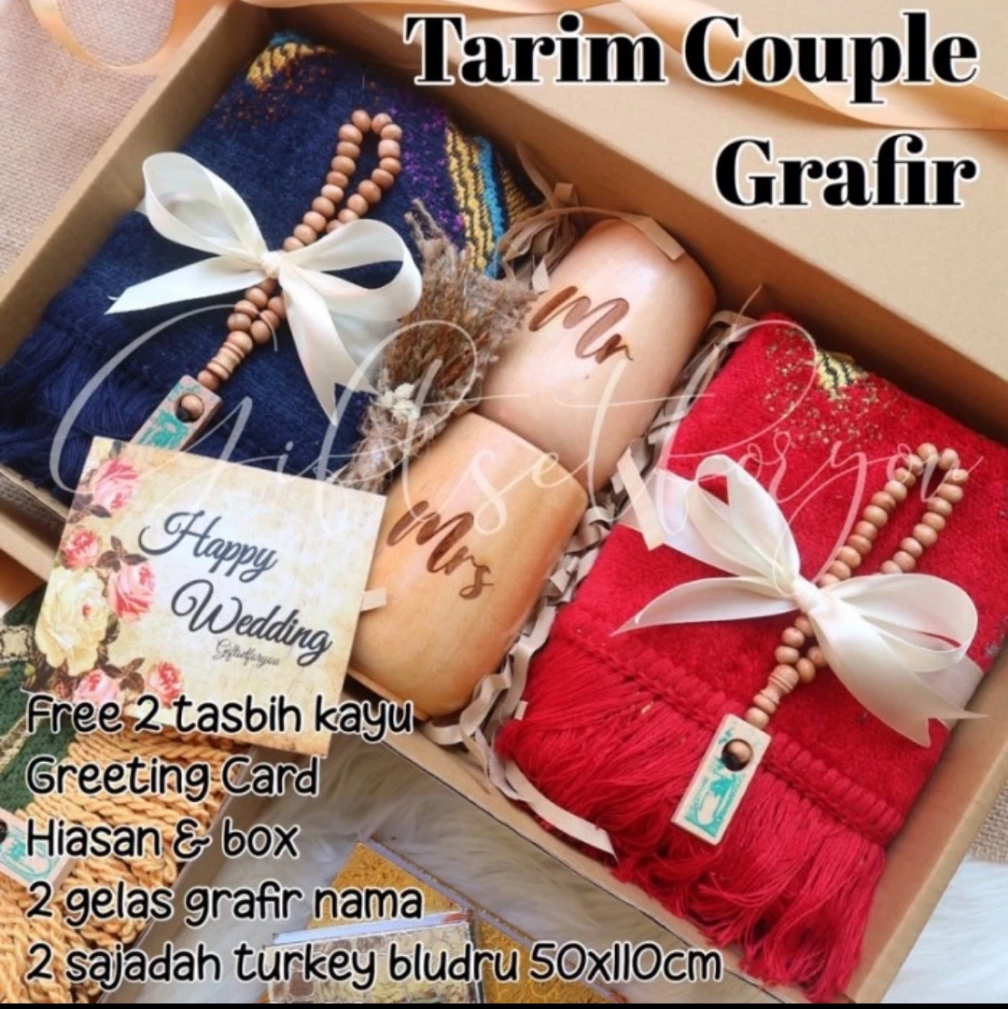 Tarim Couple
Grafir
Mr
Mrs
Giftsetforyou
Happy
Wedding
Giftsetforyou
Free 2 tasbih kayu
Greeting Card
Hiasan & box
2 gelas grafir nama
2 sajadah turkey bludru 50x110cm